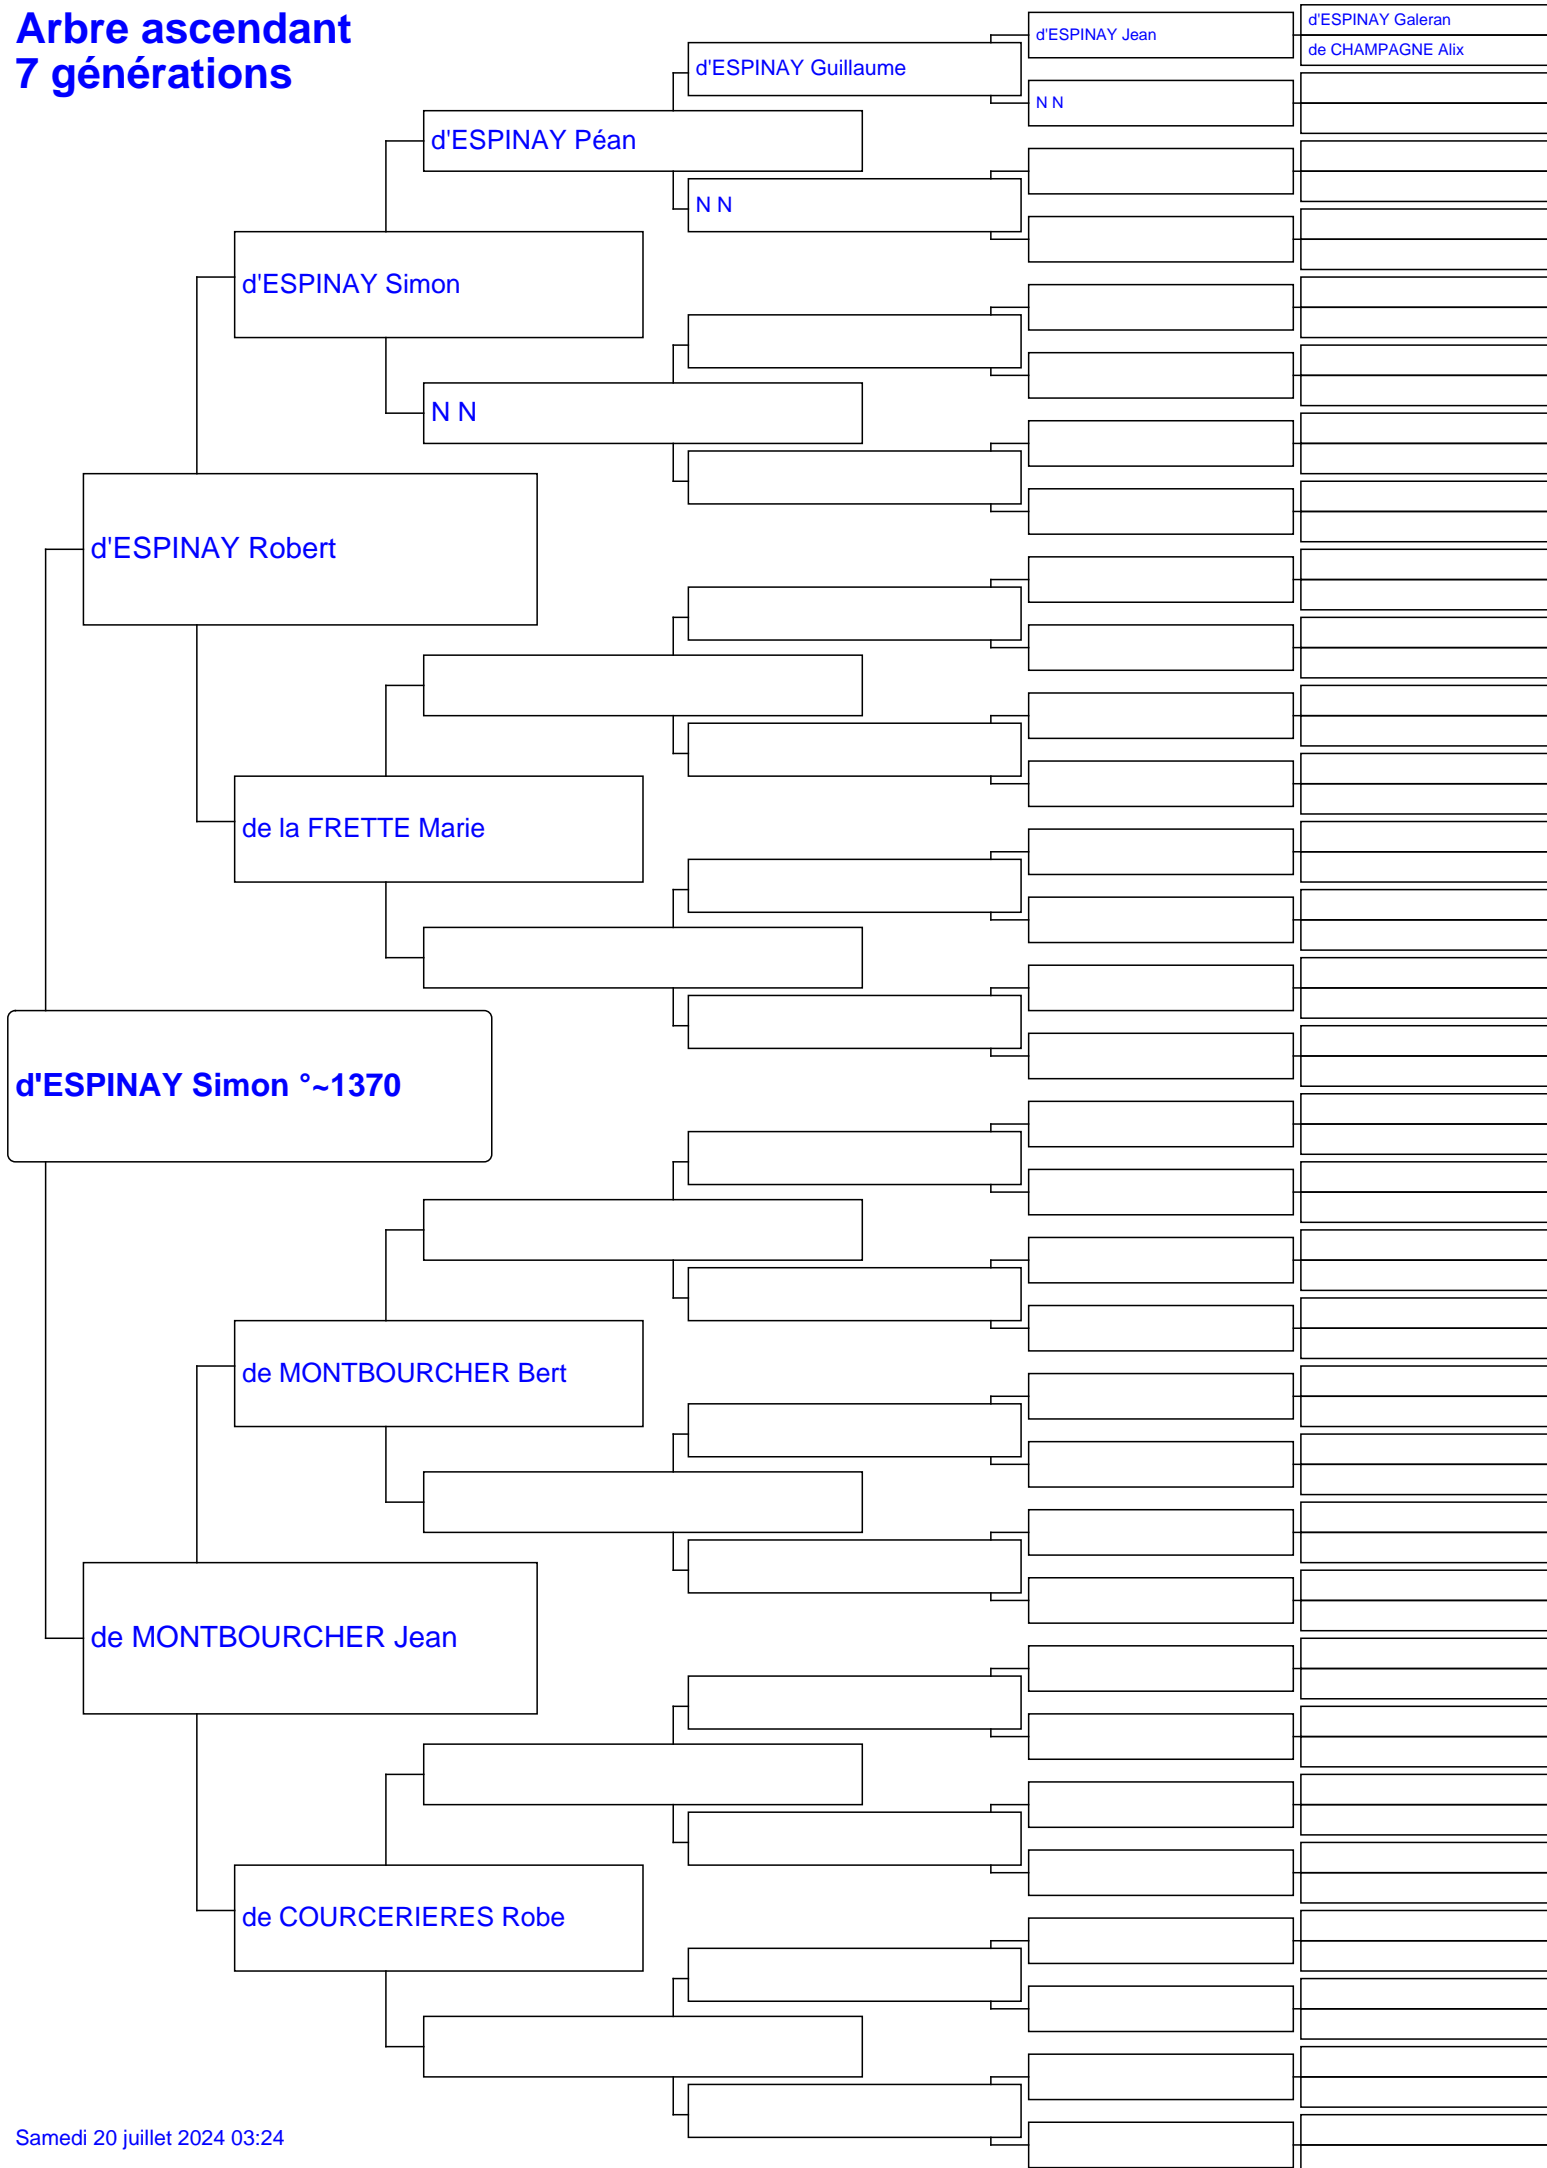 Arbre ascendant
7 générations
d'ESPINAY Galeran
de CHAMPAGNE Alix
d'ESPINAY Jean
d'ESPINAY Guillaume
N N
d'ESPINAY Péan
N N
d'ESPINAY Simon
N N
d'ESPINAY Robert
de la FRETTE Marie
d'ESPINAY Simon °~1370
de MONTBOURCHER Bert
de MONTBOURCHER Jean
de COURCERIERES Robe
Samedi 20 juillet 2024 03:24